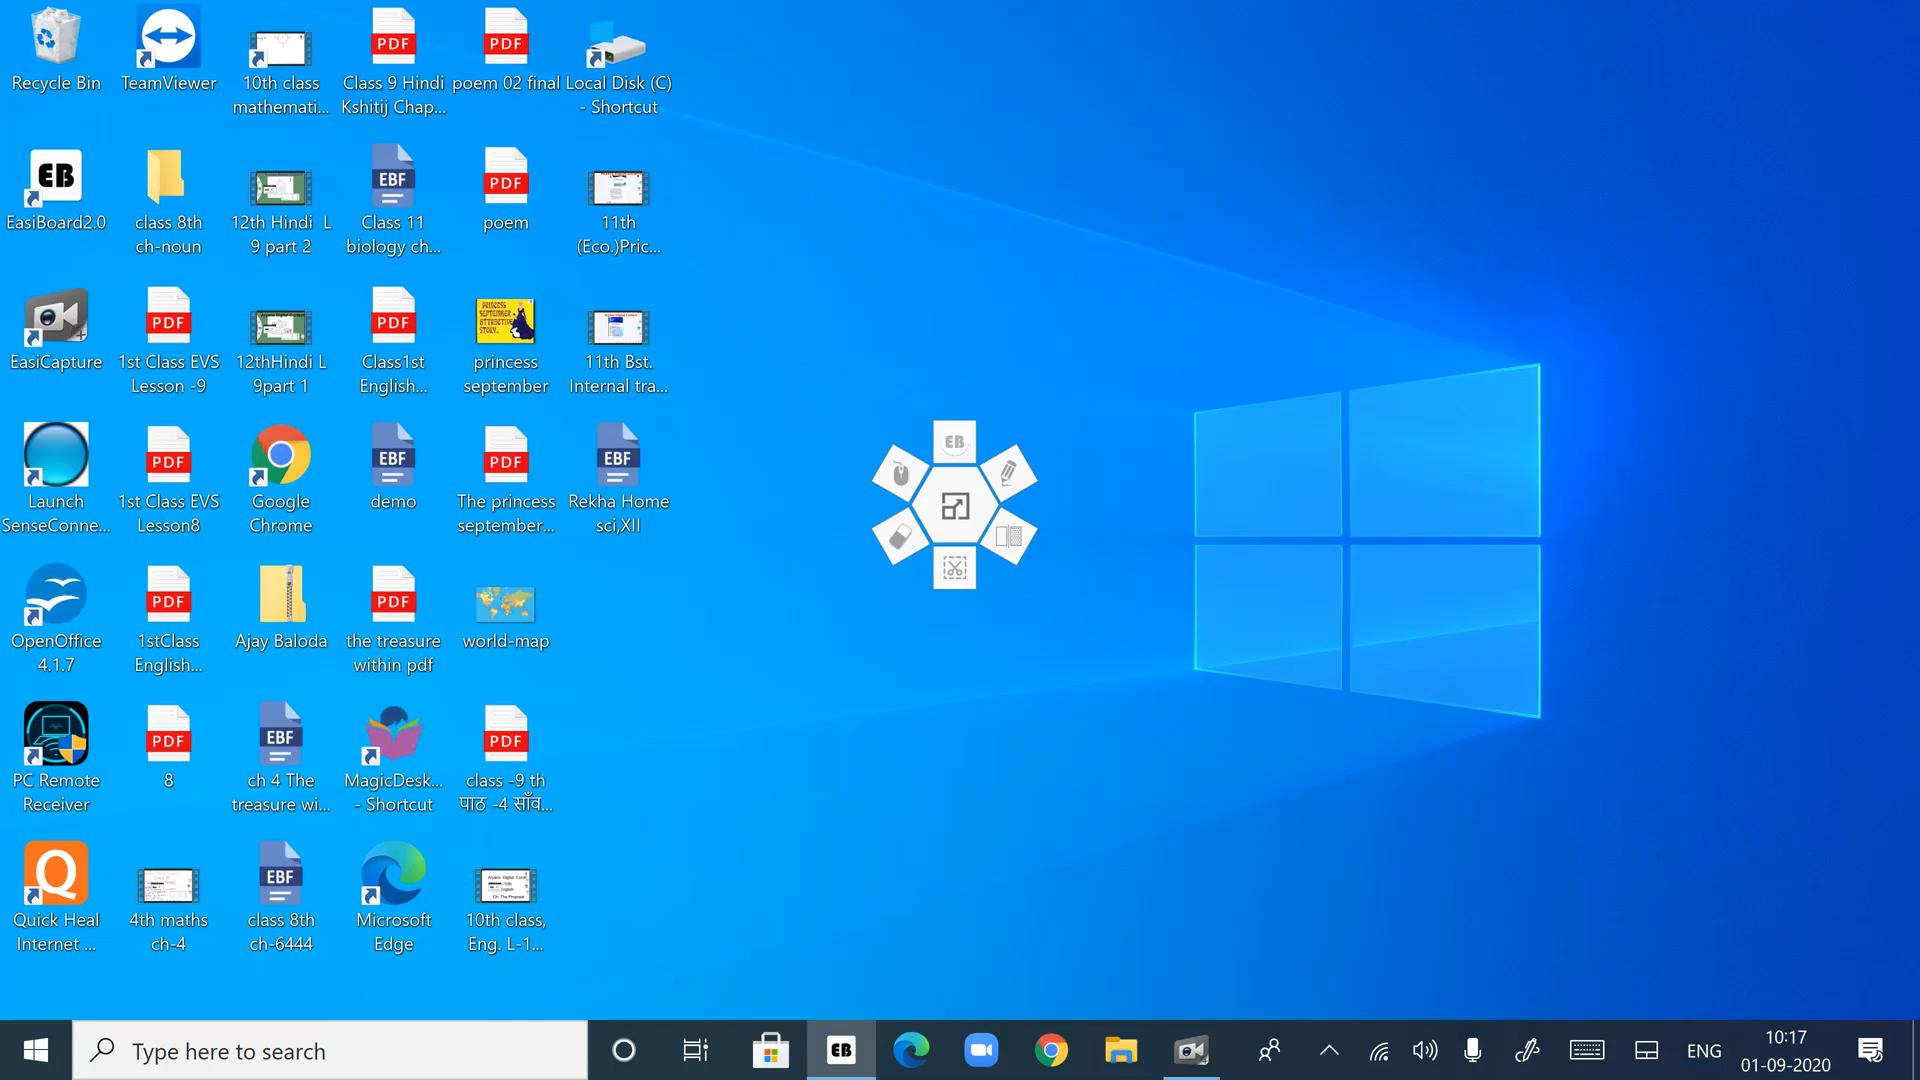 Recycle Bin
TeamViewer
10th class
mathemati...
PDF
Class 9 Hindi
Kshitij Chap...
PDF
poem 02 final
Local Disk (C)
- Shortcut
EB
EasiBoard2.0
class 8th
ch-noun
12th Hindi L
9 part 2
EBF
Class 11
biology ch...
PDF
poem
11th
(Eco.)Pric...
EasiCapture
PDF
1st Class EVS
Lesson -9
12thHindi L
9part 1
PDF
Class1st
English...
PRINCESS
SEPTEMBER
princess
september
11th Bst.
Internal tra...
Launch
SenseConne...
PDF
1st Class EVS
Lesson8
Google
Chrome
EBF
demo
PDF
The princess
september...
EBF
Rekha Home
sci,XII
EB
OpenOffice
4.1.7
PDF
1stClass
English...
Ajay Baloda
PDF
the treasure
within pdf
world-map
PC Remote
Receiver
PDF
8
EBF
ch 4 The
treasure wi...
MagicDesk...
- Shortcut
PDF
class -9 th
पाठ -4 साँव...
Quick Heal
Internet ...
4th maths
ch-4
EBF
class 8th
ch-6444
Microsoft
Edge
10th class,
Eng. L-1...
Type here to search
EB
ENG
10:17
01-09-2020